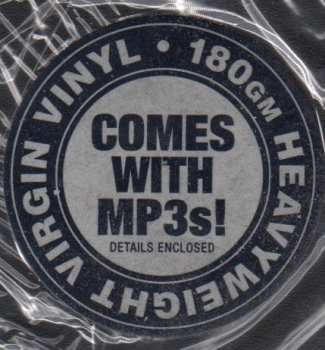 180GM HEAVYWEIGHT VIRGIN VINYL •
COMES
WITH
MP3s!
DETAILS ENCLOSED